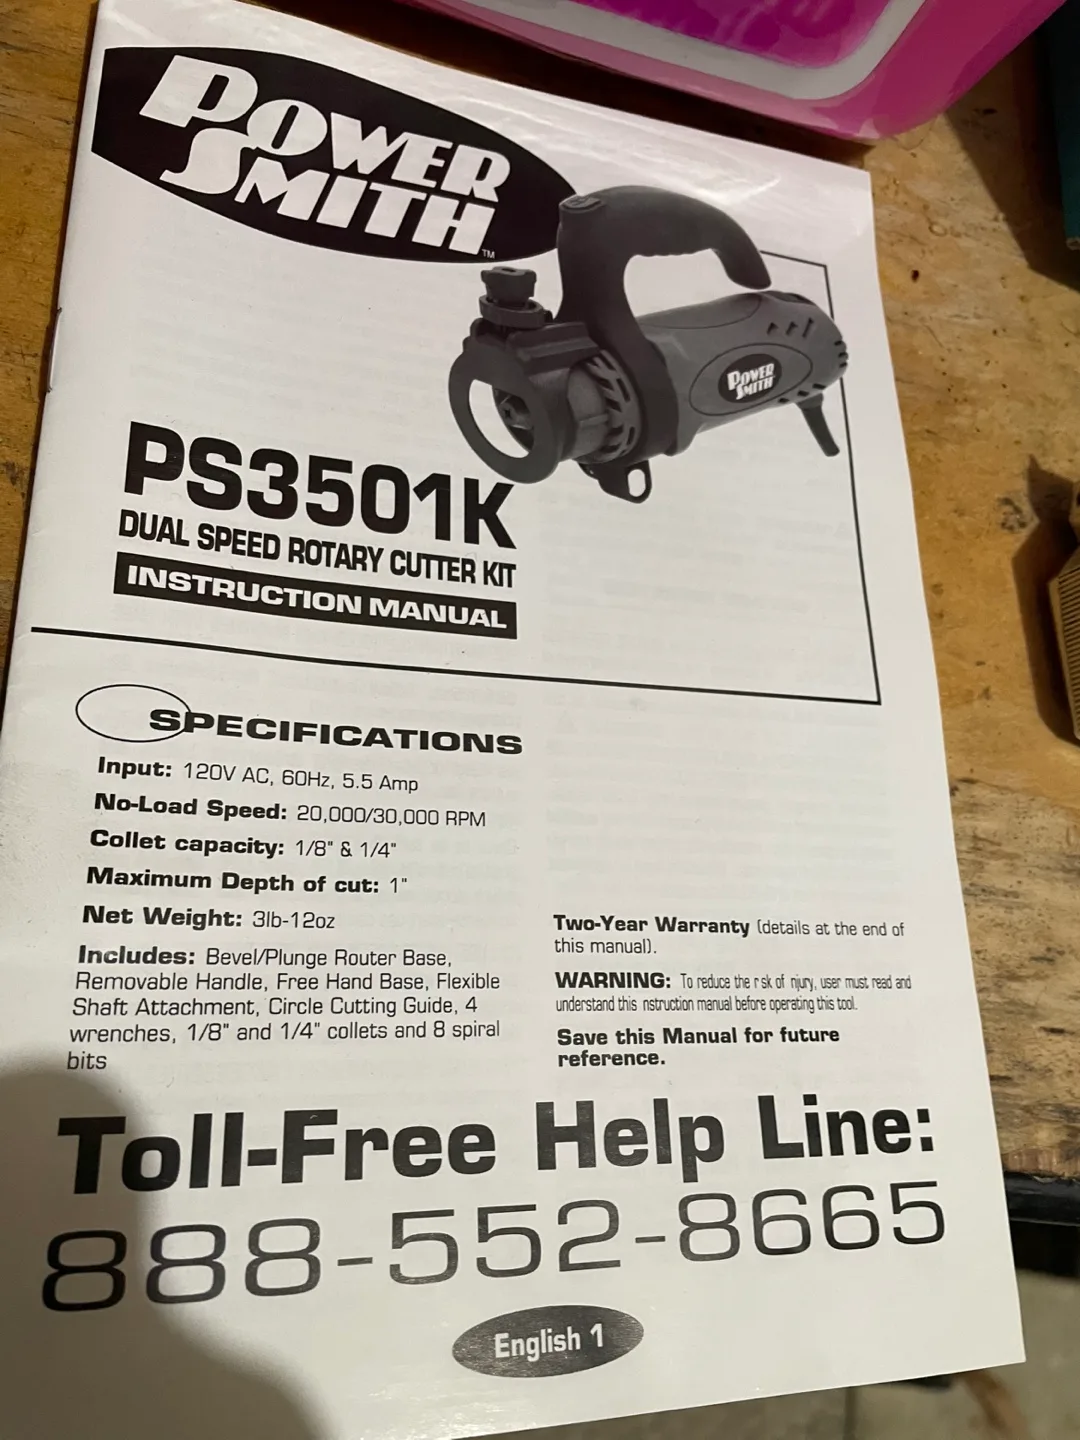 POWER
SMITH™
POWER
SMITH
PS3501K
DUAL SPEED ROTARY CUTTER KIT
INSTRUCTION MANUAL
SPECIFICATIONS
Input: 120V AC, 60Hz, 5.5 Amp
No-Load Speed: 20,000/30,000 RPM
Collet capacity: 1/8" & 1/4"
Maximum Depth of cut: 1"
Net Weight: 3lb-12oz
Includes: Bevel/Plunge Router Base,
Removable Handle, Free Hand Base, Flexible
Shaft Attachment, Circle Cutting Guide, 4
wrenches, 1/8" and 1/4" collets and 8 spiral
bits
Two-Year Warranty (details at the end of
this manual).
WARNING: To reduce the r sk of njury, user must read and
understand this nstruction manual before operating this tool.
Save this Manual for future
reference.
Toll-Free Help Line:
888-552-8665
English 1